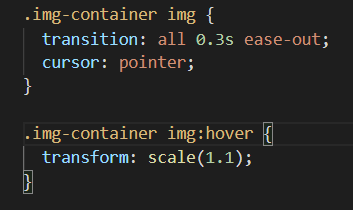 .img-container img {
  transition: all 0.3s ease-out;
  cursor: pointer;
}

.img-container img:hover {
  transform: scale(1.1);
}